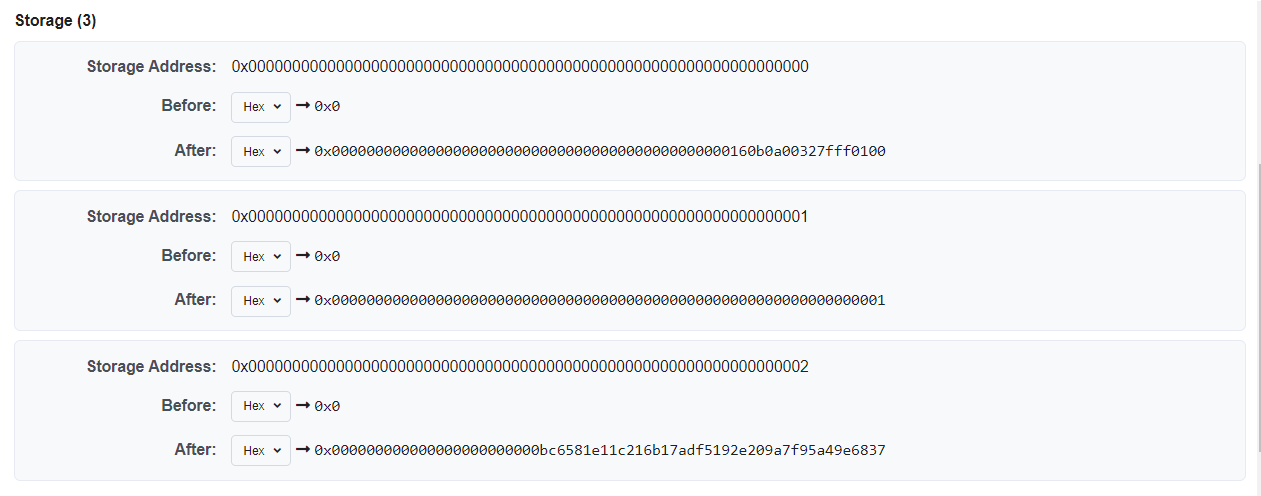 Storage (3)
Storage Address: 0x0000000000000000000000000000000000000000000000000000000000000000
Before: Hex → 0x0
After: Hex → 0x0000000000000000000000000000000000000000000000160b0a00327fff0100
Storage Address: 0x0000000000000000000000000000000000000000000000000000000000000001
Before: Hex → 0x0
After: Hex → 0x0000000000000000000000000000000000000000000000000000000000000001
Storage Address: 0x0000000000000000000000000000000000000000000000000000000000000002
Before: Hex → 0x0
After: Hex → 0x000000000000000000000000bc6581e11c216b17adf5192e209a7f95a49e6837